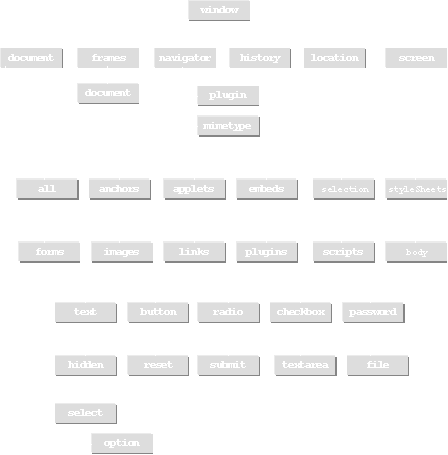 window
document frames navigator history location screen
document plugin
mimetype
all anchors applets embeds selection styleSheets
forms images links plugins scripts body
text button radio checkbox password
hidden reset submit textarea file
select
option